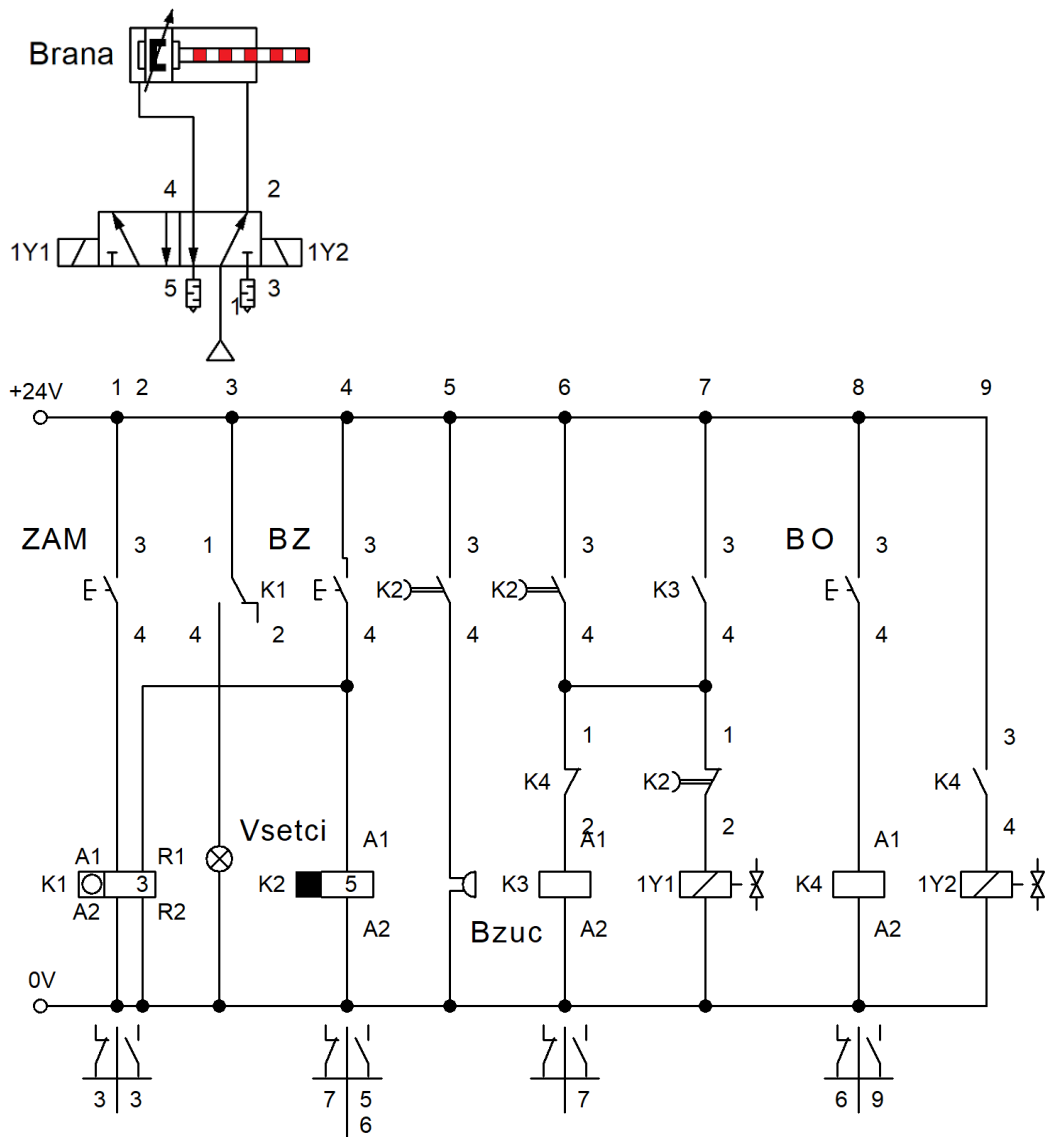 Brana
4 2
1Y1 1Y2
5 1 3
1 2 3 4 5 6 7 8 9
+24V
ZAM 3 1 BZ 3 3 3 3 BO 3
K1 K2 K2 K3
4 4 2 4 4 4 4 4
1 1 3
K4 K2 K4
Vsetci 2 2 4
A1 R1 A1 A1 A1
K1 3 K2 5 K3 1Y1 K4 1Y2
A2 R2 A2 Bzuc A2 A2
0V
3 3 7 5 7 6 9
6